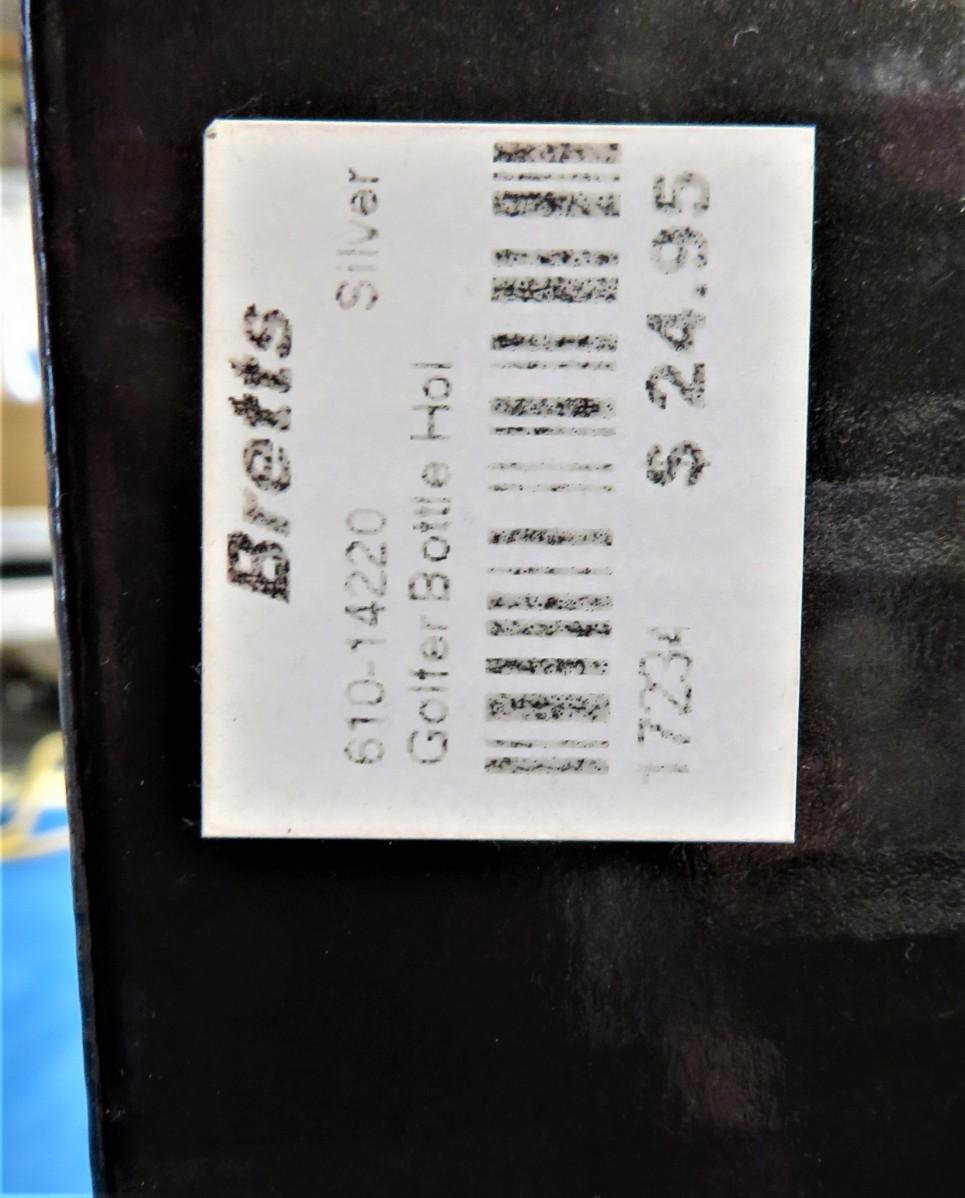 Bretts
610-14220 Silver
Golfer Bottle Hol
$ 24.95